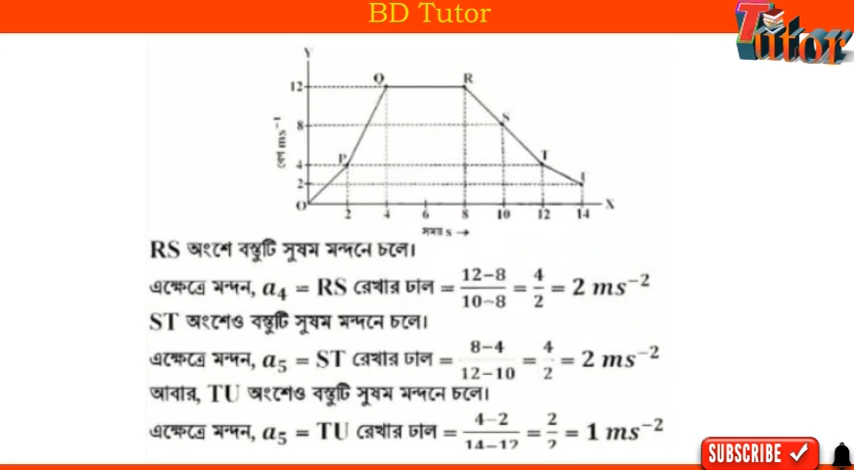 BD Tutor
Tutor
Y
12 Q R
8 S
বেগ ms⁻¹
4 P T
2
O 2 4 6 8 10 12 14 X
সময় s →
RS অংশে বস্তুটি সুষম মন্দনে চলে।
এক্ষেত্রে মন্দন, a₄ = RS রেখার ঢাল = 12−8/10−8 = 4/2 = 2 ms⁻²
ST অংশেও বস্তুটি সুষম মন্দনে চলে।
এক্ষেত্রে মন্দন, a₅ = ST রেখার ঢাল = 8−4/12−10 = 4/2 = 2 ms⁻²
আবার, TU অংশেও বস্তুটি সুষম মন্দনে চলে।
এক্ষেত্রে মন্দন, a₅ = TU রেখার ঢাল = 4−2/14−12 = 2/2 = 1 ms⁻²
SUBSCRIBE